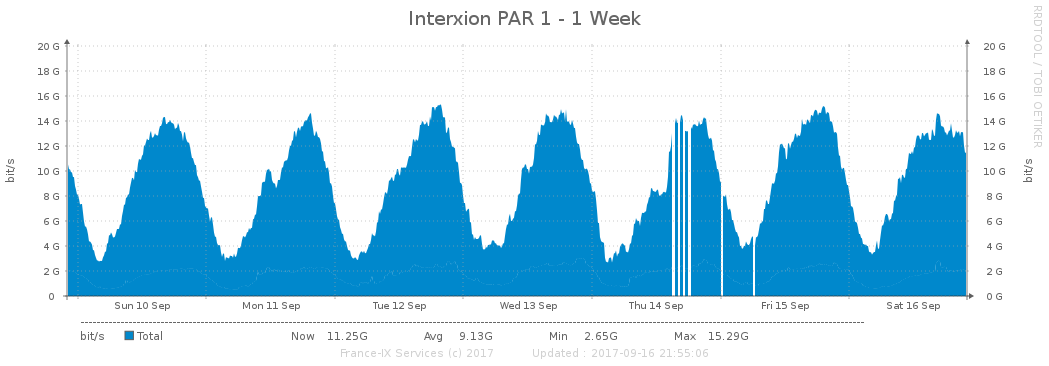 Interxion PAR 1 - 1 Week
RRDTOOL / TOBI OETIKER
20 G 20 G
18 G 18 G
16 G 16 G
14 G 14 G
12 G 12 G
10 G 10 G
8 G 8 G
6 G 6 G
4 G 4 G
2 G 2 G
0 0 G
bit/s
bit/s
Sun 10 Sep Mon 11 Sep Tue 12 Sep Wed 13 Sep Thu 14 Sep Fri 15 Sep Sat 16 Sep
bit/s Total Now 11.25G Avg 9.13G Min 2.65G Max 15.29G
France-IX Services (c) 2017 Updated : 2017-09-16 21:55:06